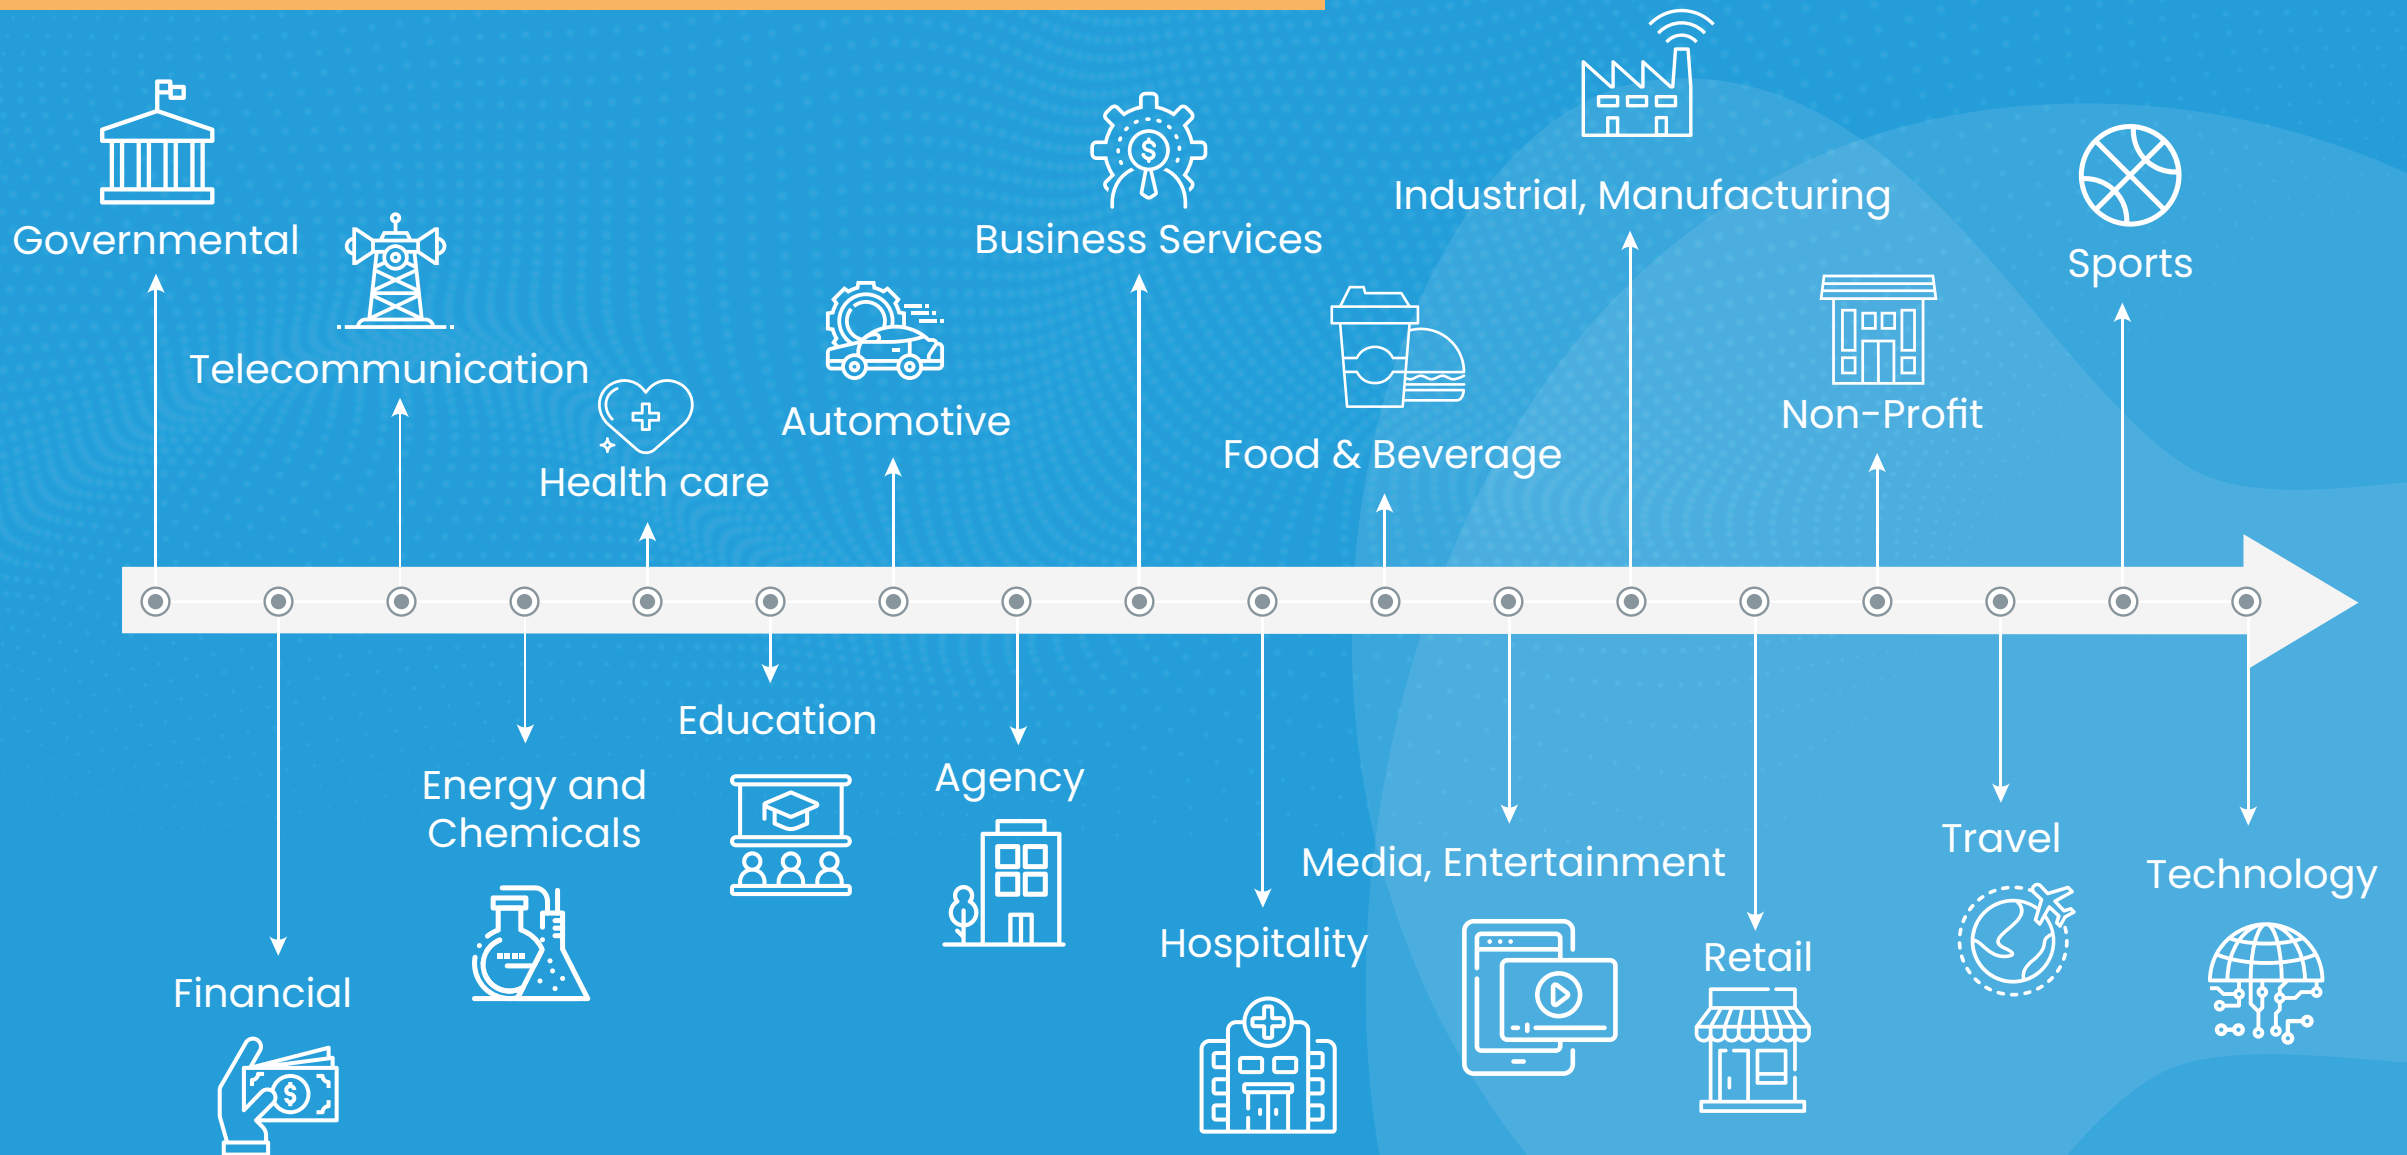 Governmental
Telecommunication
Health care
Automotive
Business Services
Food & Beverage
Industrial, Manufacturing
Non-Profit
Sports
Financial
Energy and
Chemicals
Education
Agency
Hospitality
Media, Entertainment
Retail
Travel
Technology